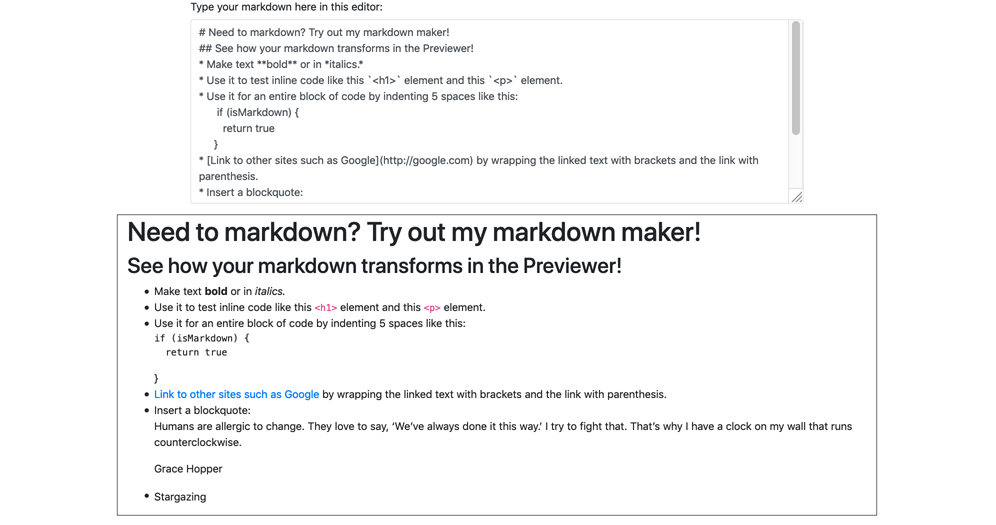 Type your markdown here in this editor:
# Need to markdown? Try out my markdown maker!
## See how your markdown transforms in the Previewer!
* Make text **bold** or in *italics.*
* Use it to test inline code like this `<h1>` element and this `<p>` element.
* Use it for an entire block of code by indenting 5 spaces like this:
if (isMarkdown) {
return true
}
* [Link to other sites such as Google](http://google.com) by wrapping the linked text with brackets and the link with
parenthesis.
* Insert a blockquote:
Need to markdown? Try out my markdown maker!
See how your markdown transforms in the Previewer!
• Make text bold or in italics.
• Use it to test inline code like this <h1> element and this <p> element.
• Use it for an entire block of code by indenting 5 spaces like this:
if (isMarkdown) {
return true
}
• Link to other sites such as Google by wrapping the linked text with brackets and the link with parenthesis.
• Insert a blockquote:
Humans are allergic to change. They love to say, ‘We’ve always done it this way.’ I try to fight that. That’s why I have a clock on my wall that runs
counterclockwise.
Grace Hopper
• Stargazing